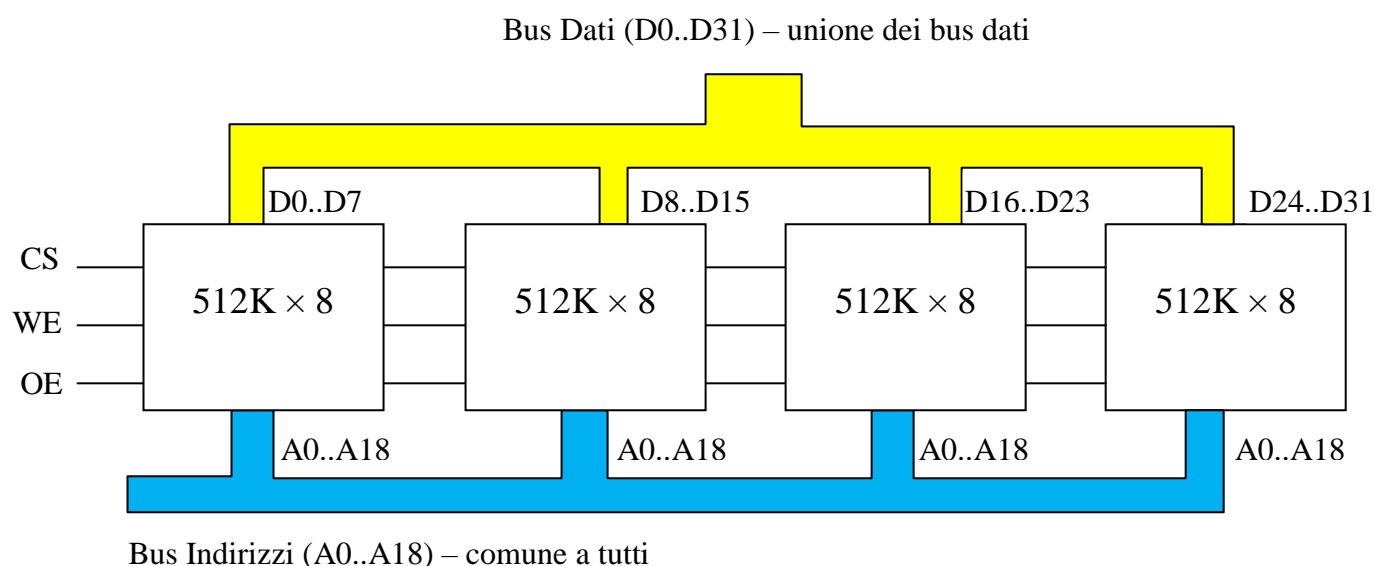 Bus Dati (D0..D31) – unione dei bus dati
D0..D7
D8..D15
D16..D23
D24..D31
CS
WE
OE
512K × 8
512K × 8
512K × 8
512K × 8
A0..A18
A0..A18
A0..A18
A0..A18
Bus Indirizzi (A0..A18) – comune a tutti